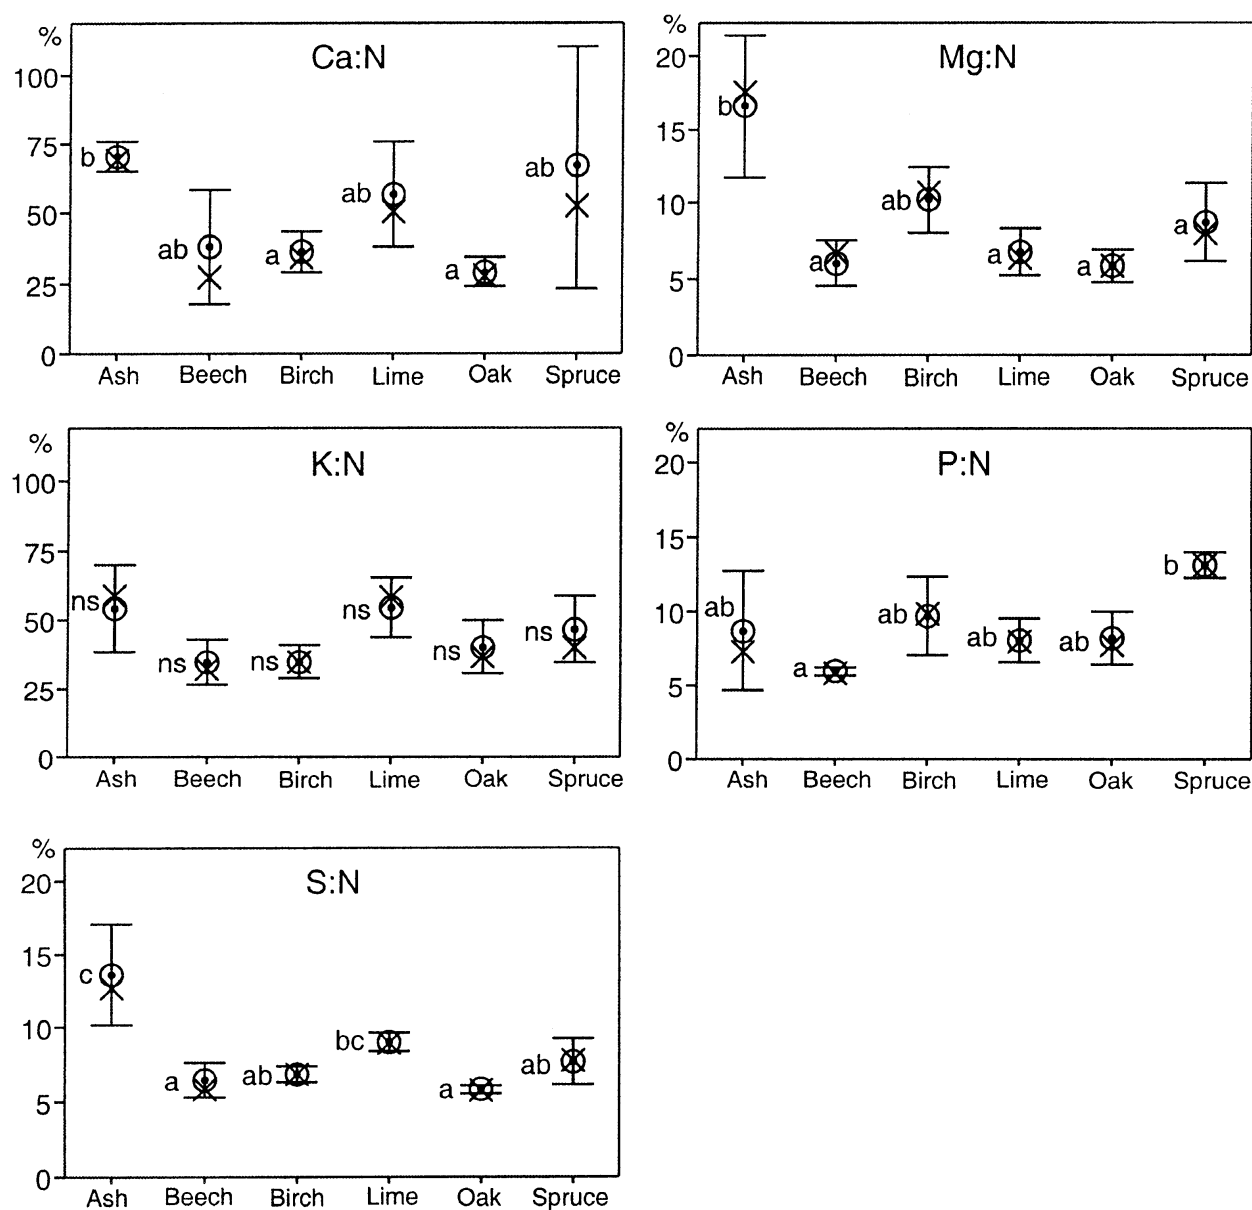 %
Ca:N
100
75
50
25
0
b
ab
a
ab
a
ab
Ash Beech Birch Lime Oak Spruce
%
Mg:N
20
15
10
5
0
b
a
ab
a
a
a
Ash Beech Birch Lime Oak Spruce
%
K:N
100
75
50
25
0
ns
ns
ns
ns
ns
ns
Ash Beech Birch Lime Oak Spruce
%
P:N
20
15
10
5
0
ab
a
ab
ab
ab
b
Ash Beech Birch Lime Oak Spruce
%
S:N
20
15
10
5
0
c
a
ab
bc
a
ab
Ash Beech Birch Lime Oak Spruce